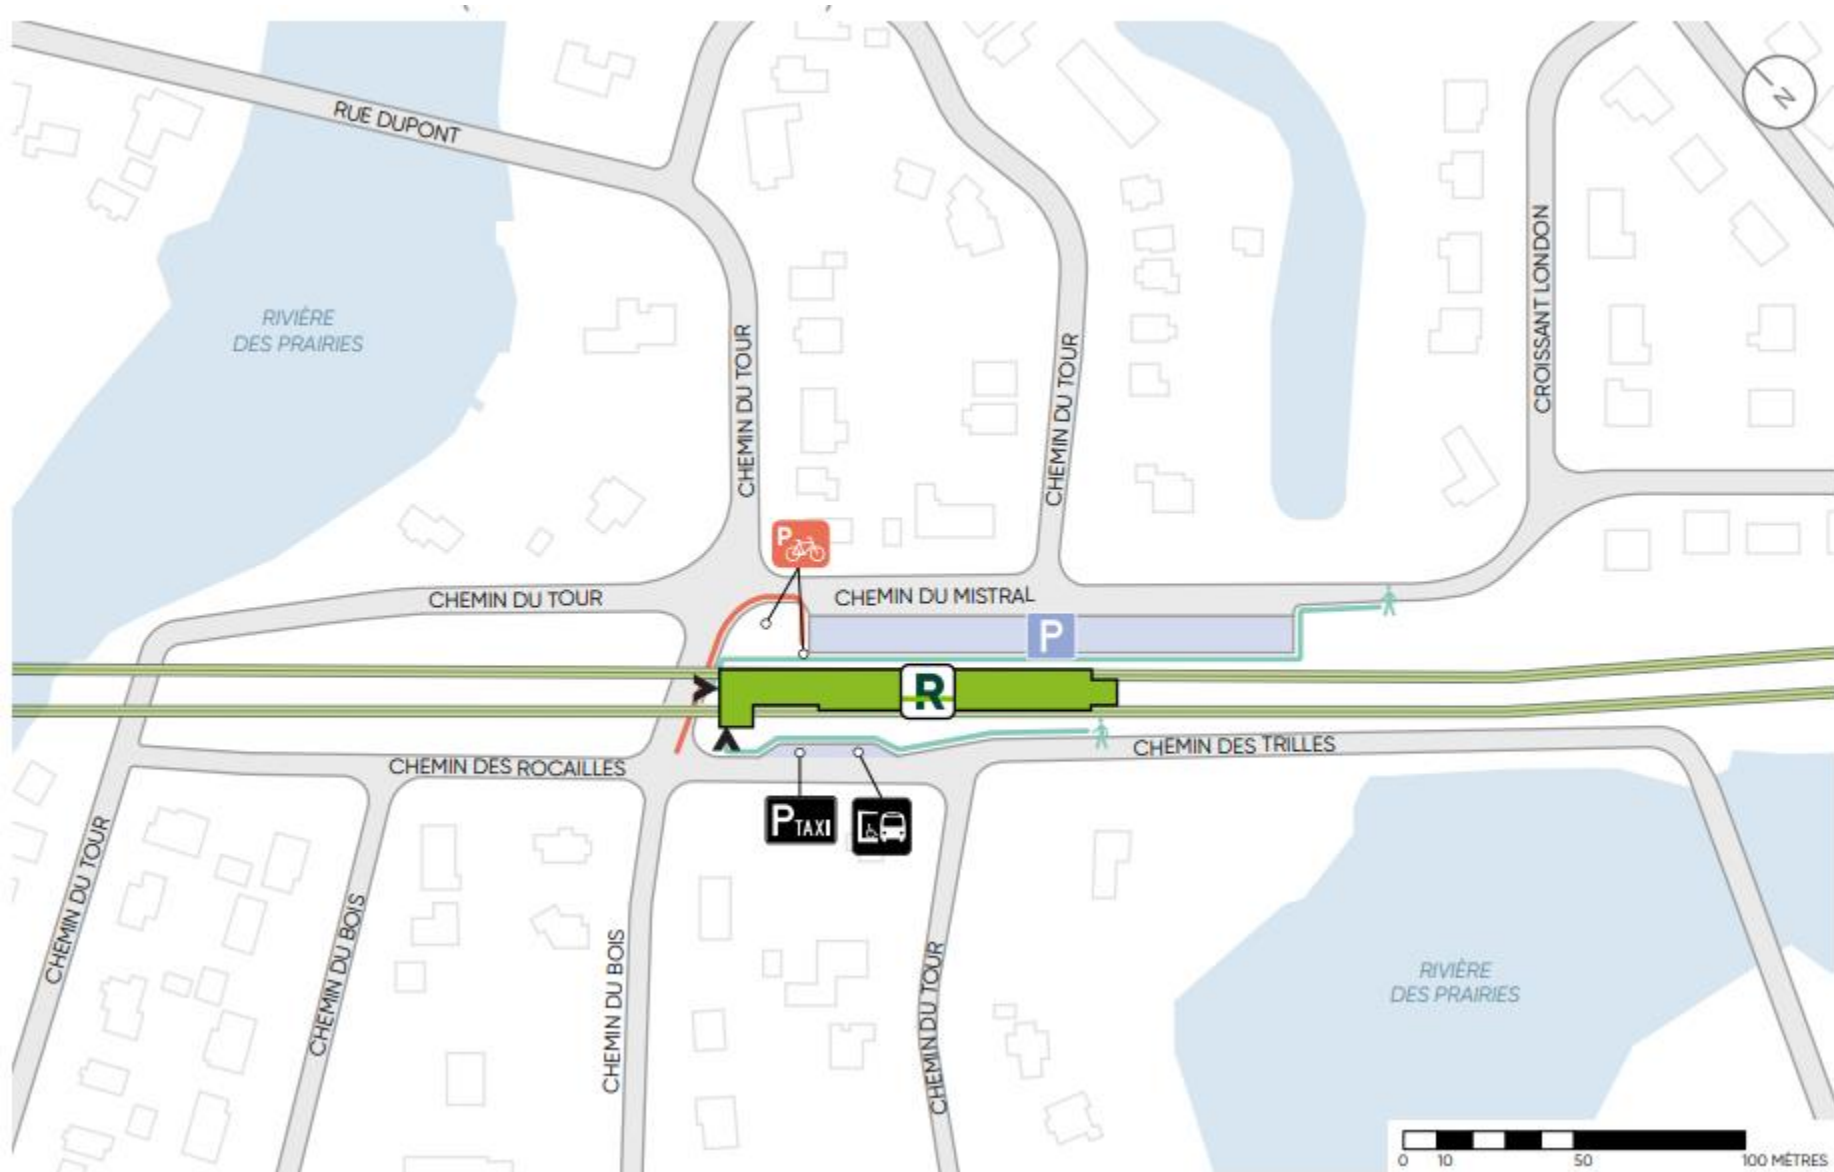 N
RUE DUPONT
CROISSANT LONDON
RIVIÈRE
DES PRAIRIES
CHEMIN DU TOUR
CHEMIN DU TOUR
P
CHEMIN DU TOUR
CHEMIN DU MISTRAL
P
R
CHEMIN DES TRILLES
CHEMIN DES ROCAILLES
P TAXI
CHEMIN DU TOUR
CHEMIN DU BOIS
CHEMIN DU BOIS
CHEMIN DU TOUR
RIVIÈRE
DES PRAIRIES
0 10 50 100 MÈTRES